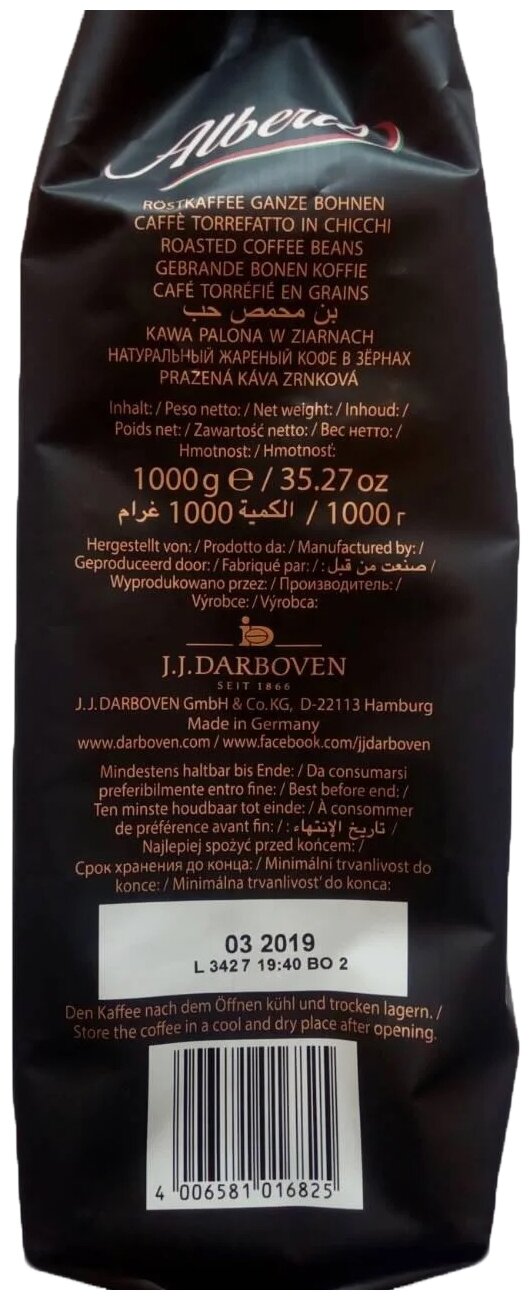 Alberto
RÖSTKAFFEE GANZE BOHNEN
CAFFÈ TORREFATTO IN CHICCHI
ROASTED COFFEE BEANS
GEBRANDE BONEN KOFFIE
CAFÉ TORRÉFIÉ EN GRAINS
بن محمص حب
KAWA PALONA W ZIARNACH
НАТУРАЛЬНЫЙ ЖАРЕНЫЙ КОФЕ В ЗЁРНАХ
PRAŽENÁ KÁVA ZRNKOVÁ
Inhalt: / Peso netto: / Net weight: / Inhoud: /
Poids net: / Zawartość netto: / Вес нетто: /
Hmotnost: / Hmotnosť:
1000 g ℮ / 35.27 oz
الكمية 1000 غرام / 1000 г
Hergestellt von: / Prodotto da: / Manufactured by: /
Geproduceerd door: / Fabriqué par: / صنعت من قبل: /
Wyprodukowano przez: / Производитель: /
Výrobce: / Výrobca:
J.J.DARBOVEN
SEIT 1866
J.J.DARBOVEN GmbH & Co.KG, D-22113 Hamburg
Made in Germany
www.darboven.com / www.facebook.com/jjdarboven
Mindestens haltbar bis Ende: / Da consumarsi
preferibilmente entro fine: / Best before end: /
Ten minste houdbaar tot einde: / À consommer
de préférence avant fin: / تاريخ الإنتهاء: /
Najlepiej spożyć przed końcem: /
Срок хранения до конца: / Minimální trvanlivost do
konce: / Minimálna trvanlivosť do konca:
03 2019
L 3427 19:40 BO 2
Den Kaffee nach dem Öffnen kühl und trocken lagern. /
Store the coffee in a cool and dry place after opening.
4 006581 016825